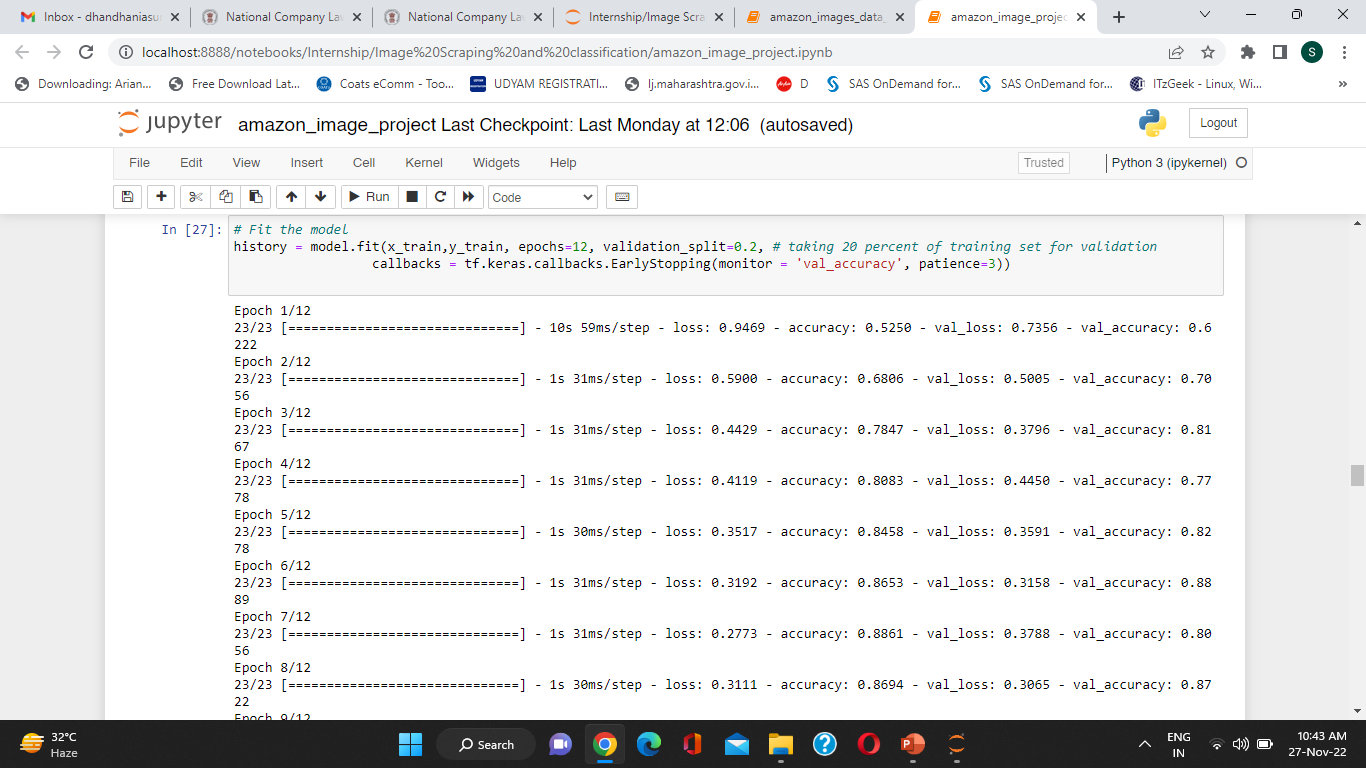 Inbox - dhandhaniasu
National Company La
National Company La
Internship/Image Scra
amazon_images_data_
amazon_image_projec
localhost:8888/notebooks/Internship/Image%20Scraping%20and%20classification/amazon_image_project.ipynb
S
Downloading: Arian...
Free Download Lat...
Coats eComm - Too...
UDYAM REGISTRATI...
lj.maharashtra.gov.i...
D
SAS OnDemand for...
SAS OnDemand for...
ITzGeek - Linux, Wi...
»
jupyter amazon_image_project Last Checkpoint: Last Monday at 12:06 (autosaved)
Logout
File Edit View Insert Cell Kernel Widgets Help
Trusted
Python 3 (ipykernel)
Run
Code
In [27]: # Fit the model
history = model.fit(x_train,y_train, epochs=12, validation_split=0.2, # taking 20 percent of training set for validation
callbacks = tf.keras.callbacks.EarlyStopping(monitor = 'val_accuracy', patience=3))
Epoch 1/12
23/23 [==============================] - 10s 59ms/step - loss: 0.9469 - accuracy: 0.5250 - val_loss: 0.7356 - val_accuracy: 0.6
222
Epoch 2/12
23/23 [==============================] - 1s 31ms/step - loss: 0.5900 - accuracy: 0.6806 - val_loss: 0.5005 - val_accuracy: 0.70
56
Epoch 3/12
23/23 [==============================] - 1s 31ms/step - loss: 0.4429 - accuracy: 0.7847 - val_loss: 0.3796 - val_accuracy: 0.81
67
Epoch 4/12
23/23 [==============================] - 1s 31ms/step - loss: 0.4119 - accuracy: 0.8083 - val_loss: 0.4450 - val_accuracy: 0.77
78
Epoch 5/12
23/23 [==============================] - 1s 30ms/step - loss: 0.3517 - accuracy: 0.8458 - val_loss: 0.3591 - val_accuracy: 0.82
78
Epoch 6/12
23/23 [==============================] - 1s 31ms/step - loss: 0.3192 - accuracy: 0.8653 - val_loss: 0.3158 - val_accuracy: 0.88
89
Epoch 7/12
23/23 [==============================] - 1s 31ms/step - loss: 0.2773 - accuracy: 0.8861 - val_loss: 0.3788 - val_accuracy: 0.80
56
Epoch 8/12
23/23 [==============================] - 1s 30ms/step - loss: 0.3111 - accuracy: 0.8694 - val_loss: 0.3065 - val_accuracy: 0.87
22
Epoch 9/12
32°C
Haze
Search
ENG
IN
10:43 AM
27-Nov-22